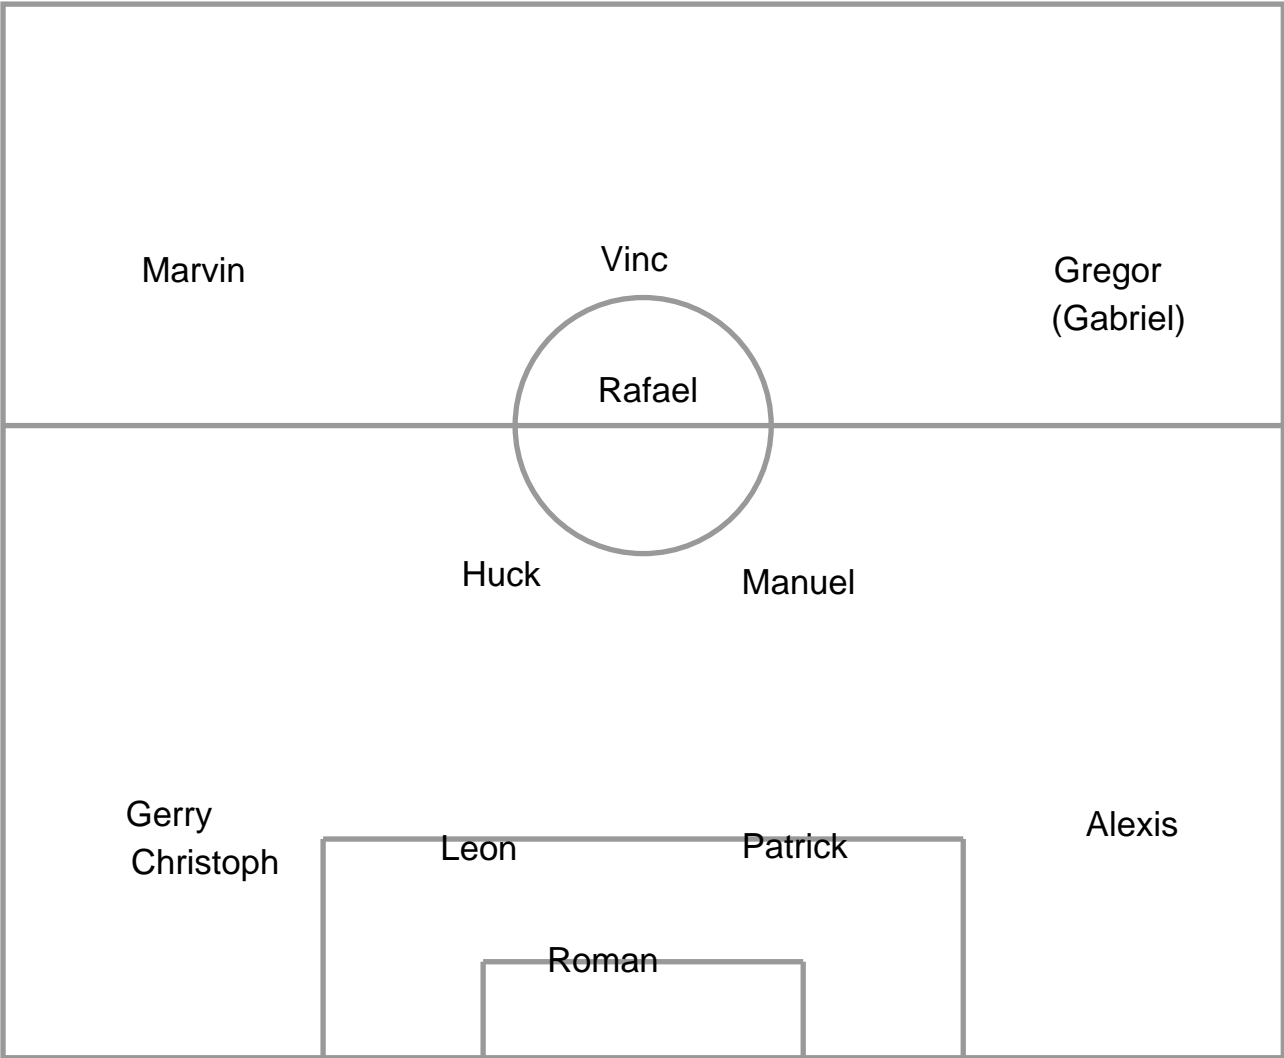 Marvin
Vinc
Gregor
(Gabriel)
Rafael
Huck
Manuel
Gerry
Christoph
Leon
Patrick
Alexis
Roman